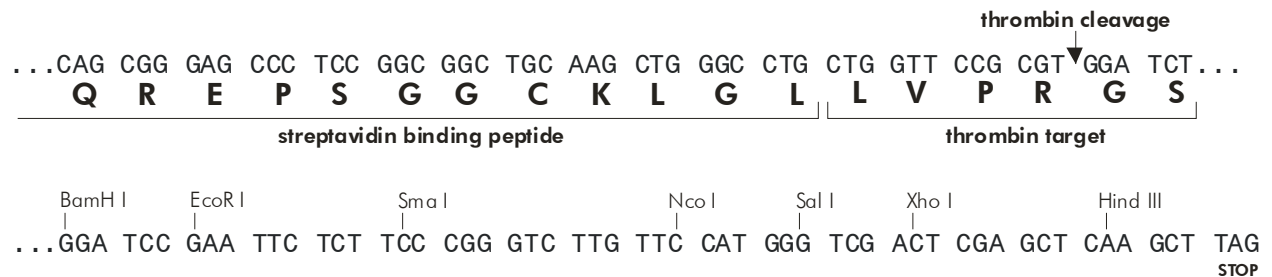 thrombin cleavage
...CAG CGG GAG CCC TCC GGC GGC TGC AAG CTG GGC CTG CTG GTT CCG CGT GGA TCT...
Q R E P S G G C K L G L L V P R G S
streptavidin binding peptide thrombin target
BamH I EcoR I Sma I Nco I Sal I Xho I Hind III
...GGA TCC GAA TTC TCT TCC CGG GTC TTG TTC CAT GGG TCG ACT CGA GCT CAA GCT TAG
STOP